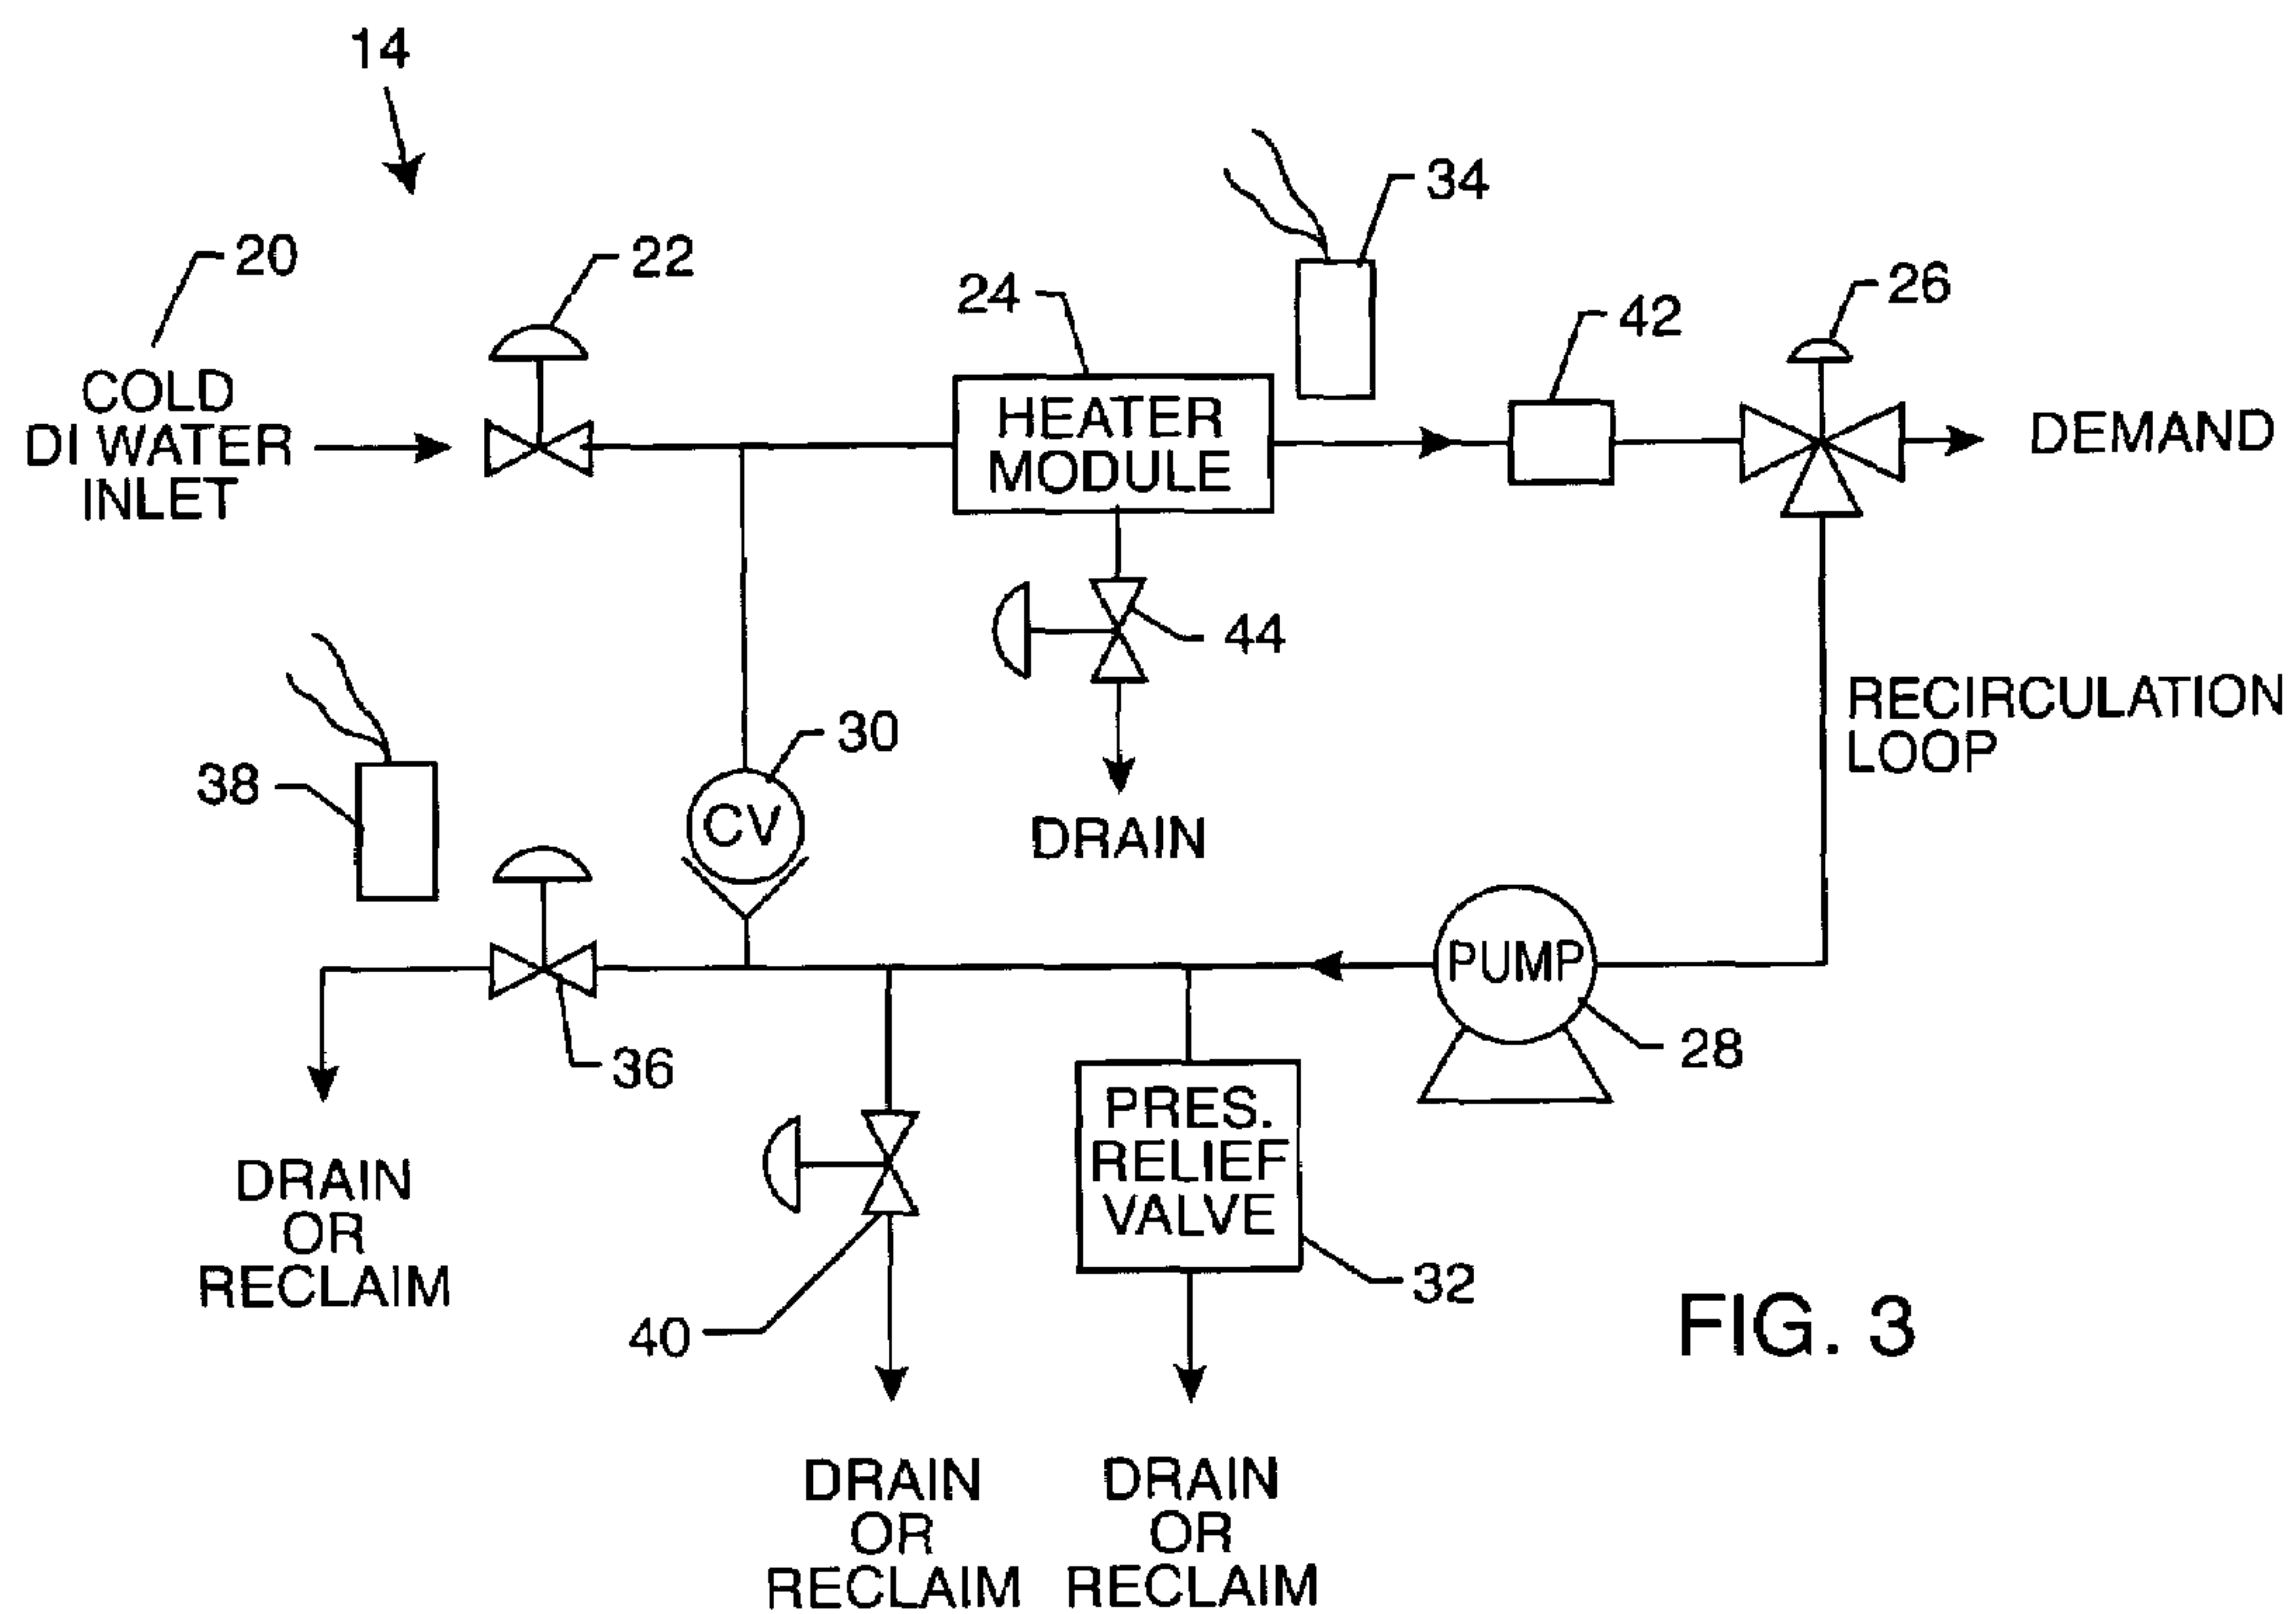 14
20
22
34
24
42
26
COLD
DI WATER
INLET
HEATER
MODULE
DEMAND
44
RECIRCULATION
LOOP
30
38
CV
DRAIN
PUMP
28
36
PRES.
RELIEF
VALVE
DRAIN
OR
RECLAIM
32
40
FIG. 3
DRAIN
OR
RECLAIM
DRAIN
OR
RECLAIM